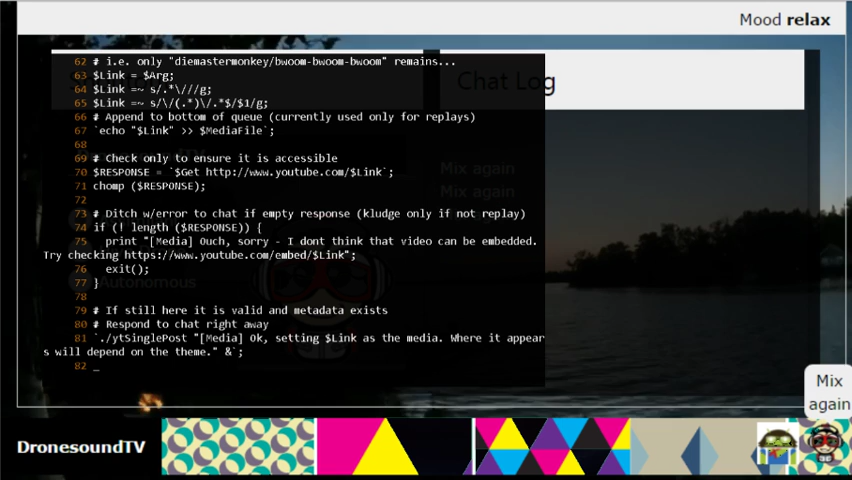 Mood relax
62 # i.e. only "diemastermonkey/bwoom-bwoom-bwoom" remains...
63 $Link = $Arg;
64 $Link =~ s/.*\///g;
65 $Link =~ s/\/(.*)\/.*$/$1/g;
66 # Append to bottom of queue (currently used only for replays)
67 `echo "$Link" >> $MediaFile`;
68
69 # Check only to ensure it is accessible
70 $RESPONSE = `$Get http://www.youtube.com/$Link`;
71 chomp ($RESPONSE);
72
73 # Ditch w/error to chat if empty response (kludge only if not replay)
74 if (! length ($RESPONSE)) {
75   print "[Media] Ouch, sorry - I dont think that video can be embedded.
Try checking https://www.youtube.com/embed/$Link";
76   exit();
77 }
78
79 # If still here it is valid and metadata exists
80 # Respond to chat right away
81 `./ytSinglePost "[Media] Ok, setting $Link as the media. Where it appear
s will depend on the theme." &`;
82 _
Chat Log
Mix again
Mix again
Autonomous
Mix
again
DronesoundTV